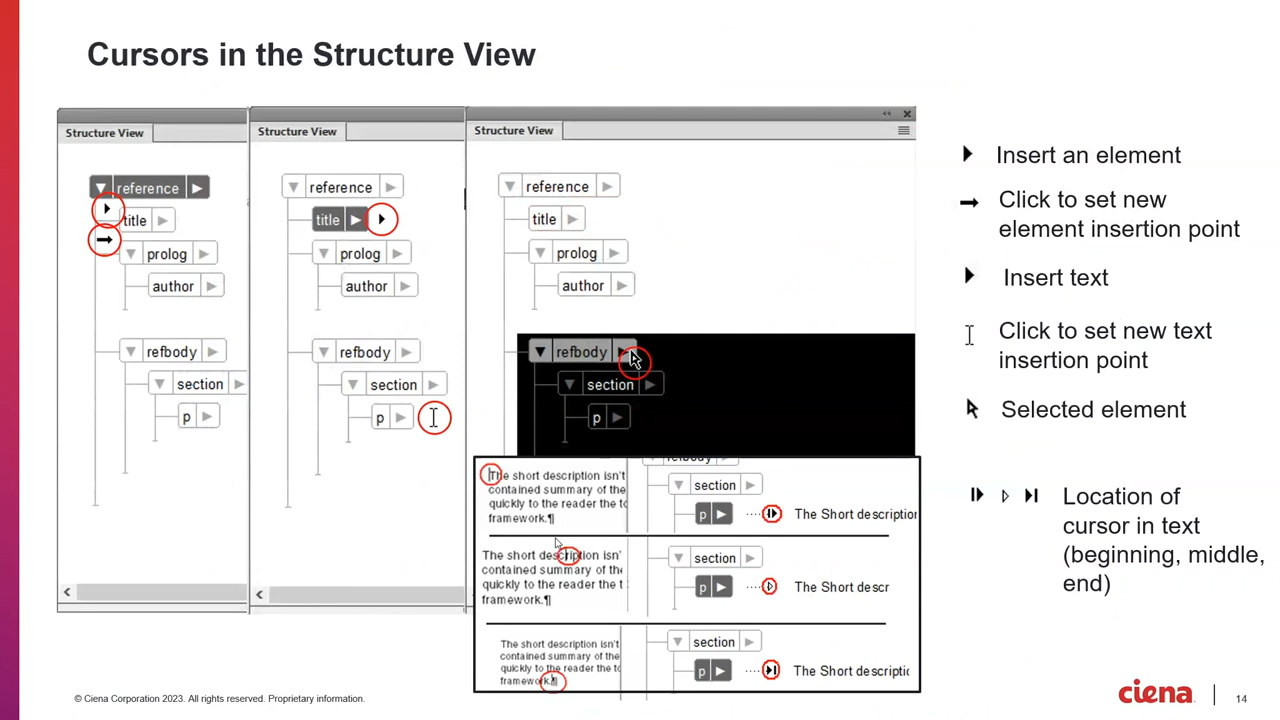 Cursors in the Structure View
Structure View
reference
title
prolog
author
refbody
section
p
Structure View
reference
title
prolog
author
refbody
section
p
Structure View
reference
title
prolog
author
refbody
section
p
The short description isn't
contained summary of the
quickly to the reader the to
framework.¶
refbody
section
p
The Short description
The short description isn'
contained summary of the
quickly to the reader the t
framework.¶
section
p
The Short descr
The short description isn't
contained summary of the
quickly to the reader the to
framework.¶
section
p
The Short descriptic
Insert an element
Click to set new
element insertion point
Insert text
Click to set new text
insertion point
Selected element
Location of
cursor in text
(beginning, middle,
end)
© Ciena Corporation 2023. All rights reserved. Proprietary information.
ciena
14